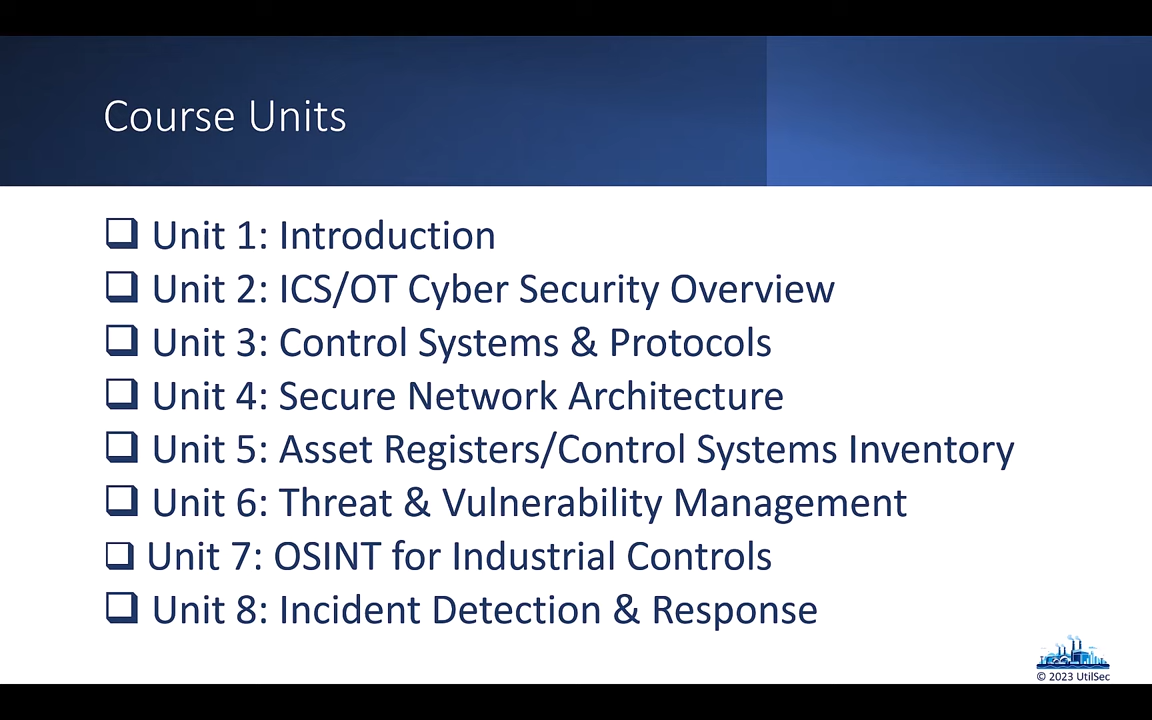 Course Units
❑ Unit 1: Introduction
❑ Unit 2: ICS/OT Cyber Security Overview
❑ Unit 3: Control Systems & Protocols
❑ Unit 4: Secure Network Architecture
❑ Unit 5: Asset Registers/Control Systems Inventory
❑ Unit 6: Threat & Vulnerability Management
❑ Unit 7: OSINT for Industrial Controls
❑ Unit 8: Incident Detection & Response
© 2023 UtilSec